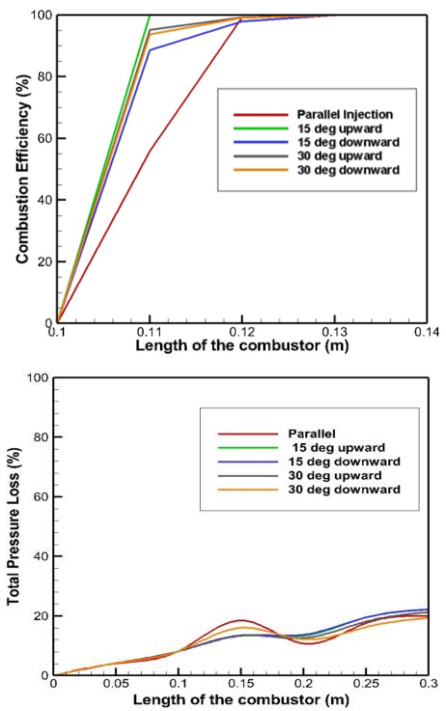 100
80
60
40
20
0
Combustion Efficiency (%)
Parallel Injection
15 deg upward
15 deg downward
30 deg upward
30 deg downward
0.1 0.11 0.12 0.13 0.14
Length of the combustor (m)
100
80
60
40
20
0
Total Pressure Loss (%)
Parallel
15 deg upward
15 deg downward
30 deg upward
30 deg downward
0 0.05 0.1 0.15 0.2 0.25 0.3
Length of the combustor (m)